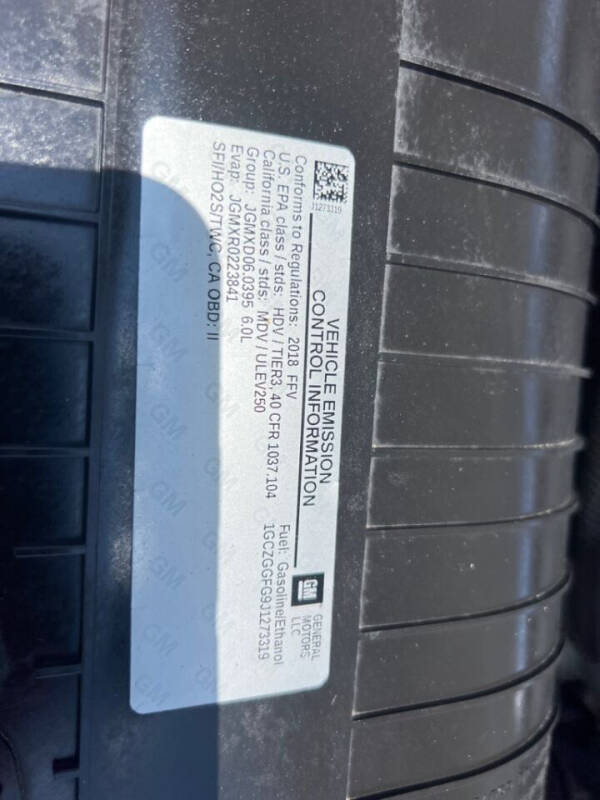 J1273319
VEHICLE EMISSION
CONTROL INFORMATION
GM
GENERAL
MOTORS
LLC
Conforms to Regulations: 2018 FFV
Fuel: Gasoline/Ethanol
U.S. EPA class / stds: HDV / TIER3, 40 CFR 1037.104
1GCZGGFG9J1273319
California class / stds: MDV / ULEV250
Group: JGMXD06.0395 6.0L
Evap: JGMXR0223841
SFI/HO2S/TWC, CA OBD: II